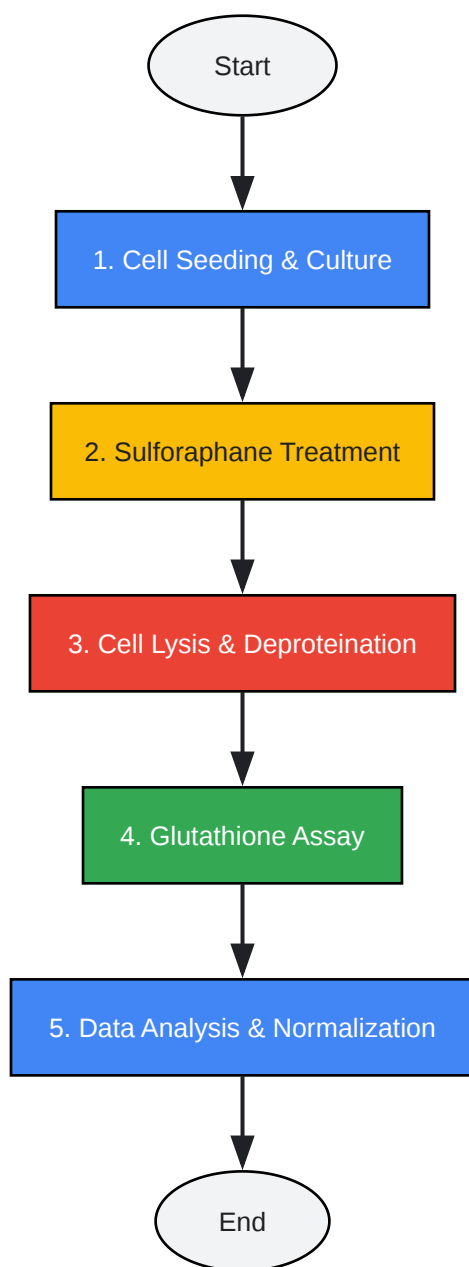 Start
1. Cell Seeding & Culture
2. Sulforaphane Treatment
3. Cell Lysis & Deproteination
4. Glutathione Assay
5. Data Analysis & Normalization
End